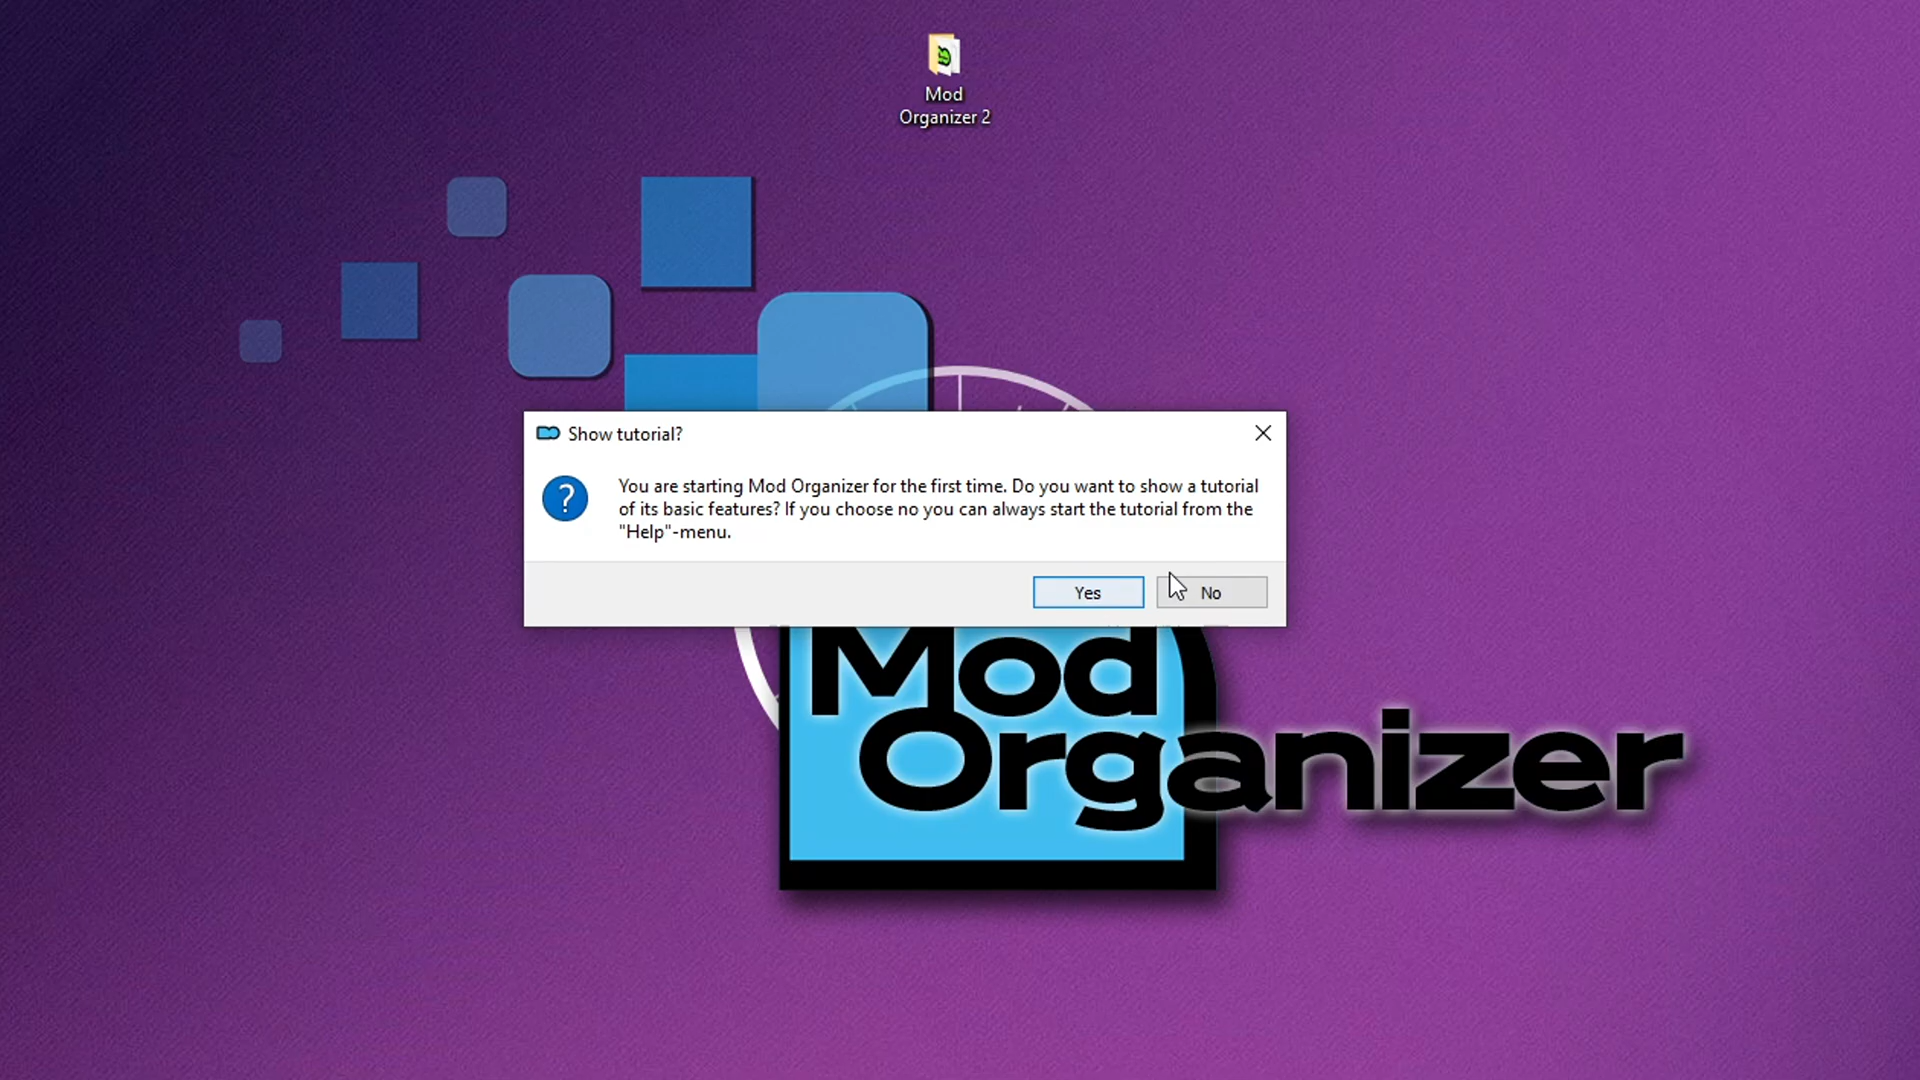 Mod
Organizer 2
Show tutorial?
You are starting Mod Organizer for the first time. Do you want to show a tutorial
of its basic features? If you choose no you can always start the tutorial from the
"Help"-menu.
Yes
No
Mod
Organizer